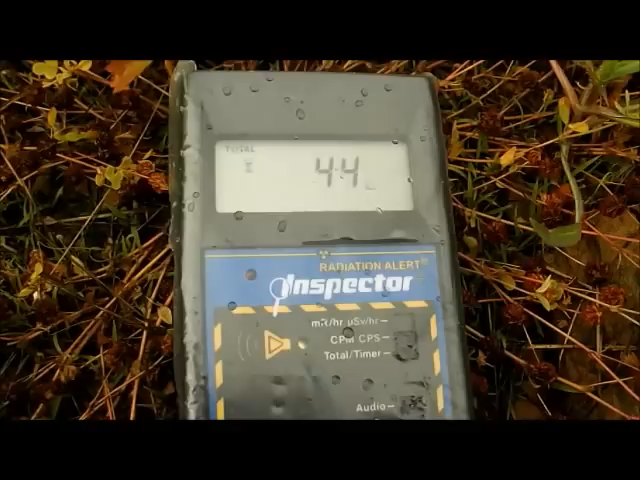 TOTAL
44
RADIATION ALERT®
Inspector
mR/hr µSv/hr
CPM CPS
Total/Timer
Audio